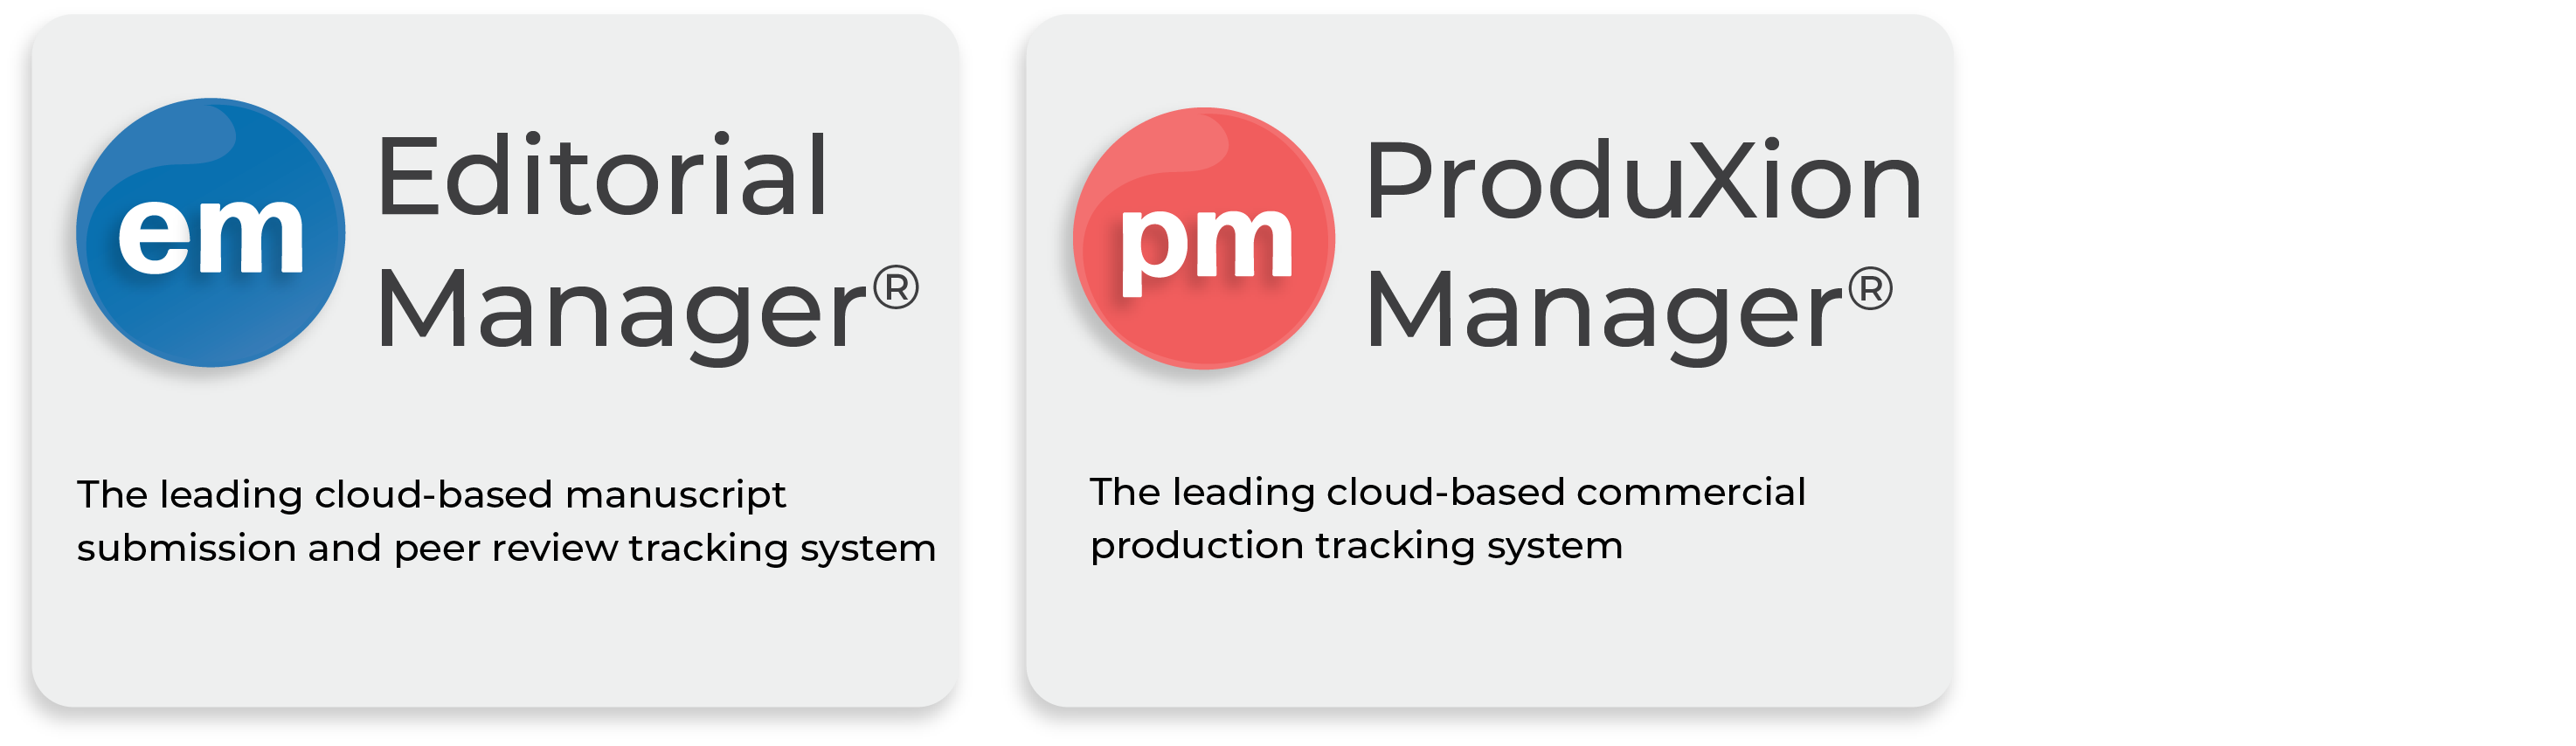 em
Editorial
Manager®
The leading cloud-based manuscript
submission and peer review tracking system
pm
ProduXion
Manager®
The leading cloud-based commercial
production tracking system